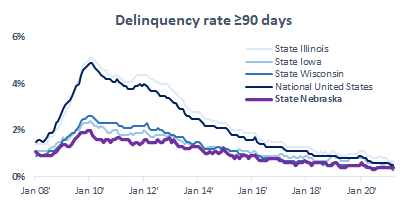 Delinquency rate ≥90 days
6%
State Illinois
State Iowa
State Wisconsin
National United States
State Nebraska
4%
2%
0%
Jan 08' Jan 10' Jan 12' Jan 14' Jan 16' Jan 18' Jan 20'